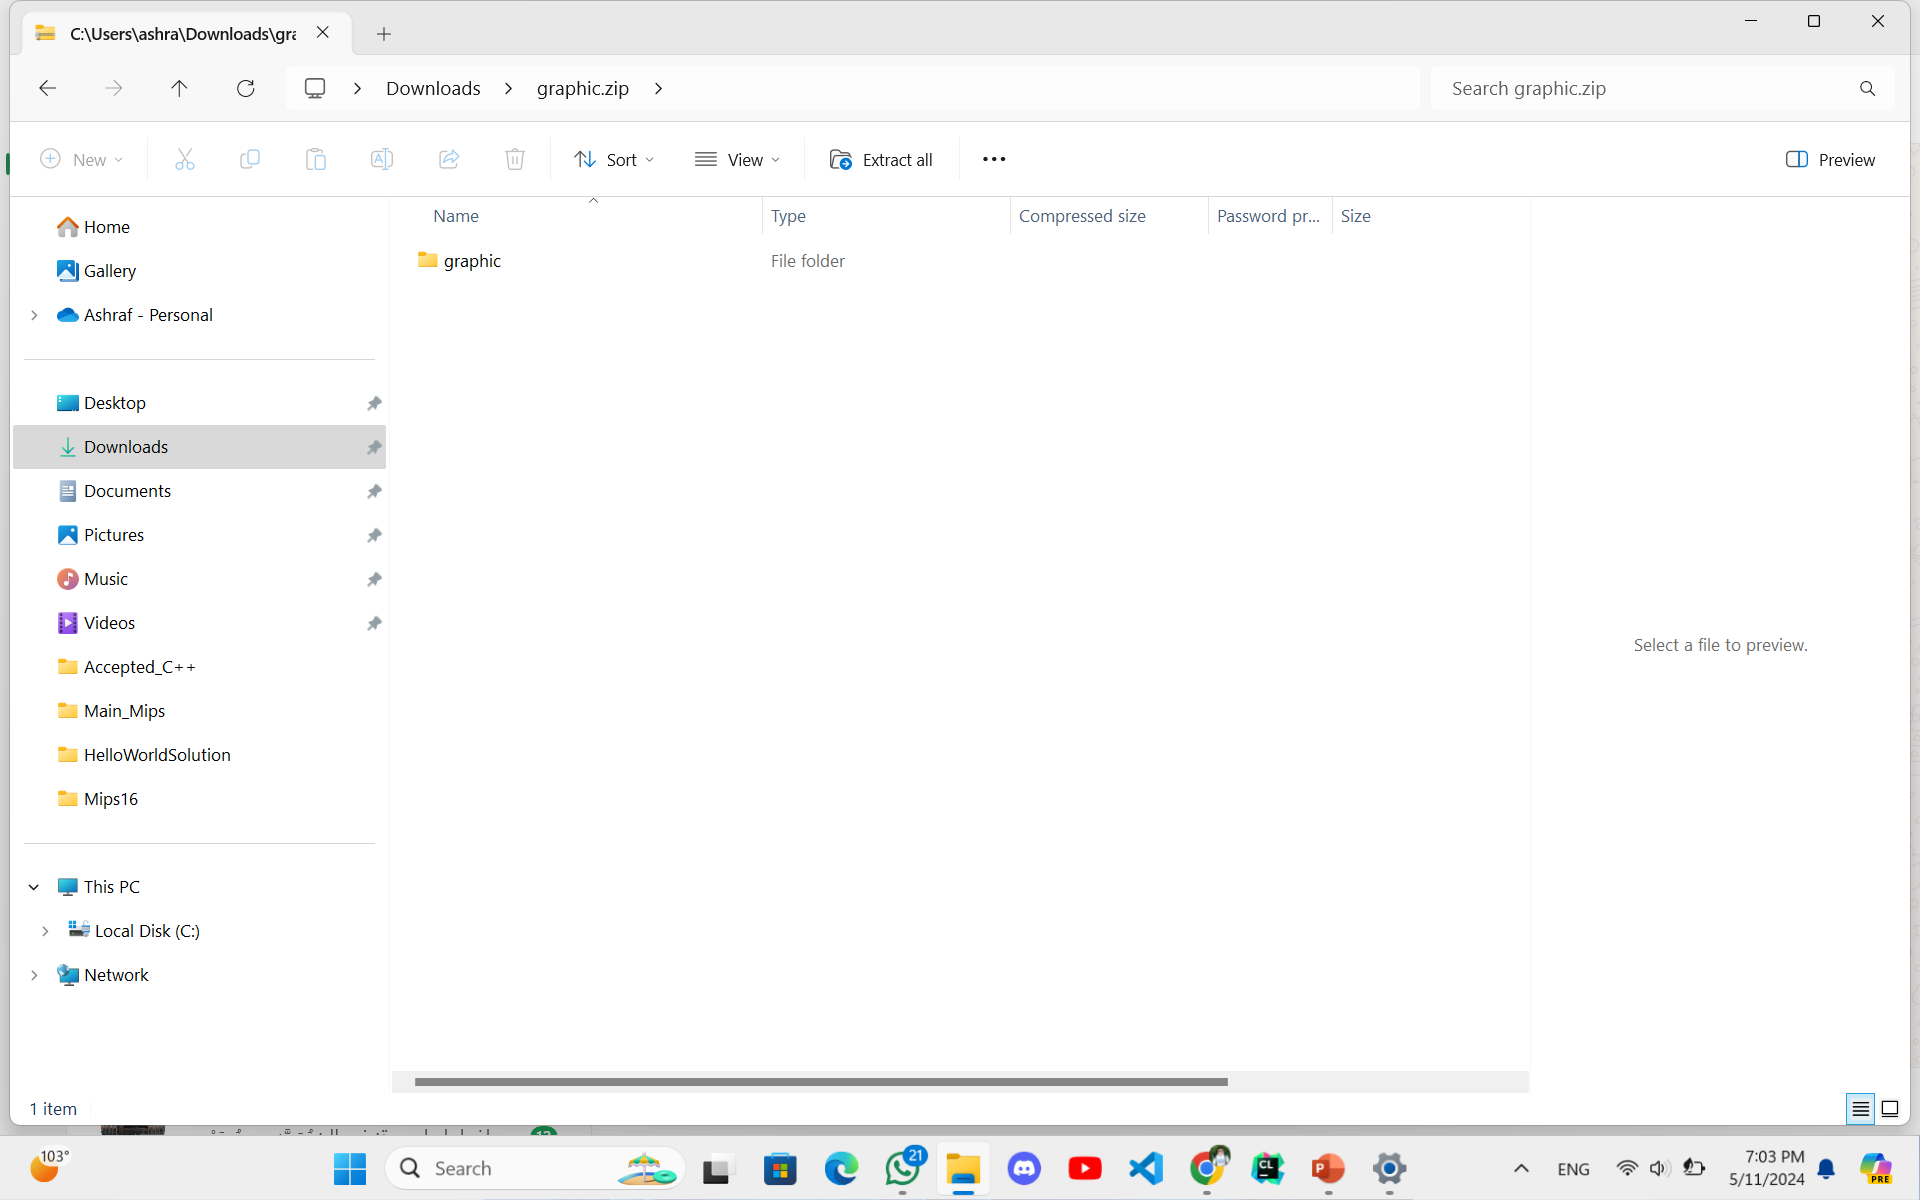 C:\Users\ashra\Downloads\gra
Downloads
graphic.zip
Search graphic.zip
New
Sort
View
Extract all
Preview
Name
Type
Compressed size
Password pr...
Size
graphic
File folder
Home
Gallery
Ashraf - Personal
Desktop
Downloads
Documents
Pictures
Music
Videos
Accepted_C++
Main_Mips
HelloWorldSolution
Mips16
This PC
Local Disk (C:)
Network
Select a file to preview.
1 item
103°
Search
21
CL
P
ENG
7:03 PM
5/11/2024
PRE